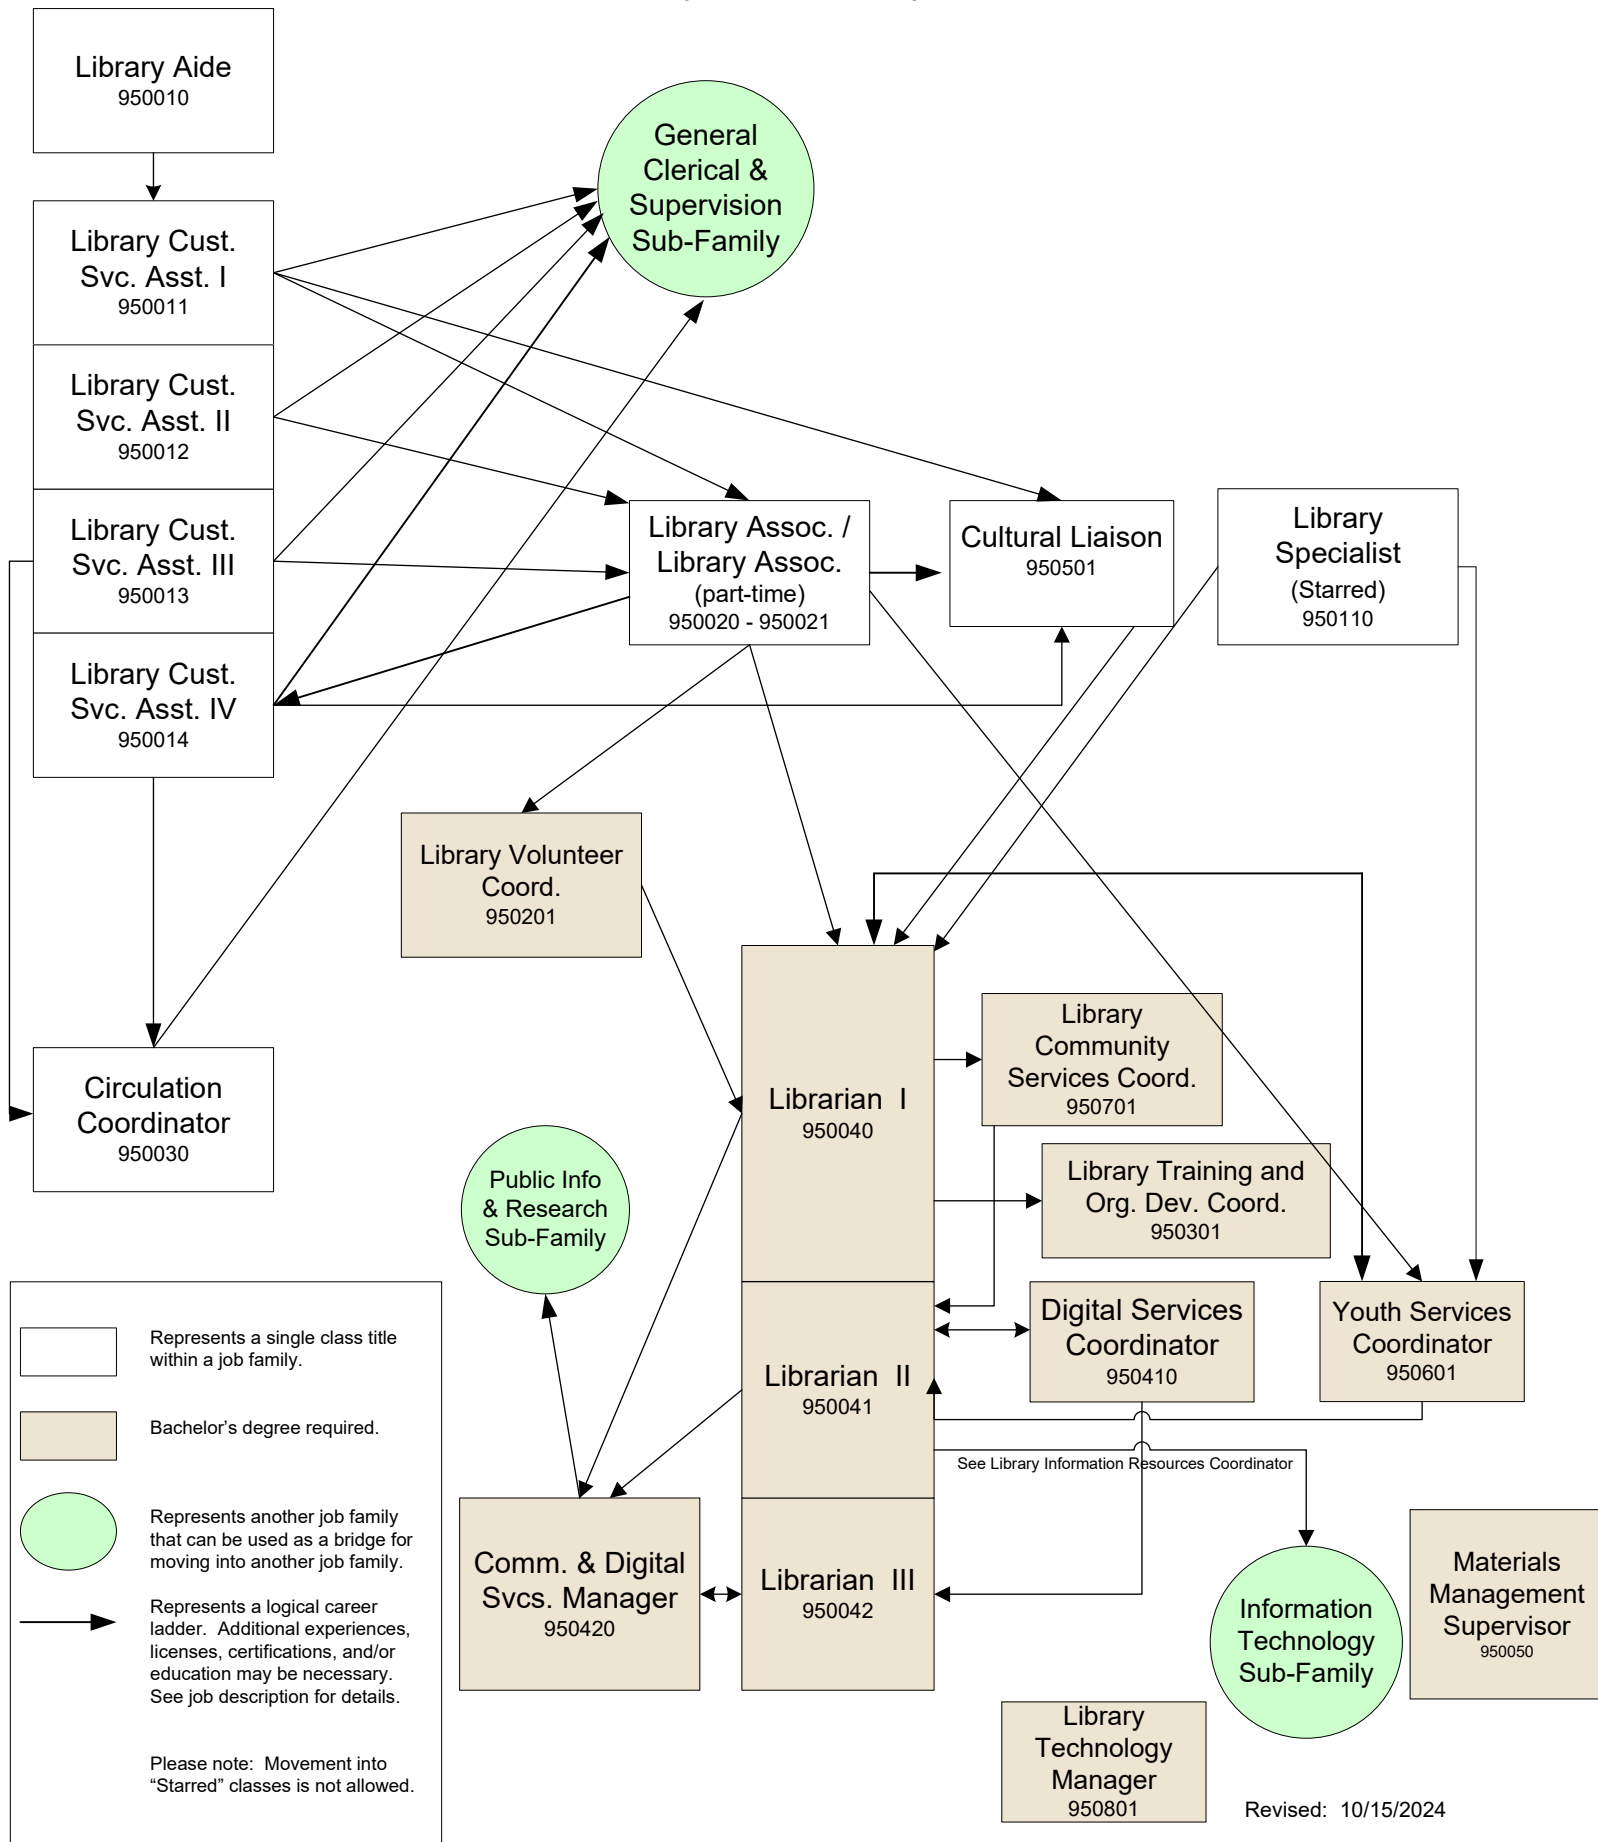 Library Aide
950010
General
Clerical &
Supervision
Sub-Family
Library Cust.
Svc. Asst. I
950011
Library Cust.
Svc. Asst. II
950012
Library Cust.
Svc. Asst. III
950013
Library Cust.
Svc. Asst. IV
950014
Library Assoc. /
Library Assoc.
(part-time)
950020 - 950021
Cultural Liaison
950501
Library
Specialist
(Starred)
950110
Library Volunteer
Coord.
950201
Circulation
Coordinator
950030
Librarian I
950040
Library
Community
Services Coord.
950701
Library Training and
Org. Dev. Coord.
950301
Public Info
& Research
Sub-Family
Librarian II
950041
Digital Services
Coordinator
950410
Youth Services
Coordinator
950601
See Library Information Resources Coordinator
Comm. & Digital
Svcs. Manager
950420
Librarian III
950042
Information
Technology
Sub-Family
Materials
Management
Supervisor
950050
Library
Technology
Manager
950801
Represents a single class title
within a job family.
Bachelor's degree required.
Represents another job family
that can be used as a bridge for
moving into another job family.
Represents a logical career
ladder. Additional experiences,
licenses, certifications, and/or
education may be necessary.
See job description for details.
Please note: Movement into
“Starred” classes is not allowed.
Revised: 10/15/2024